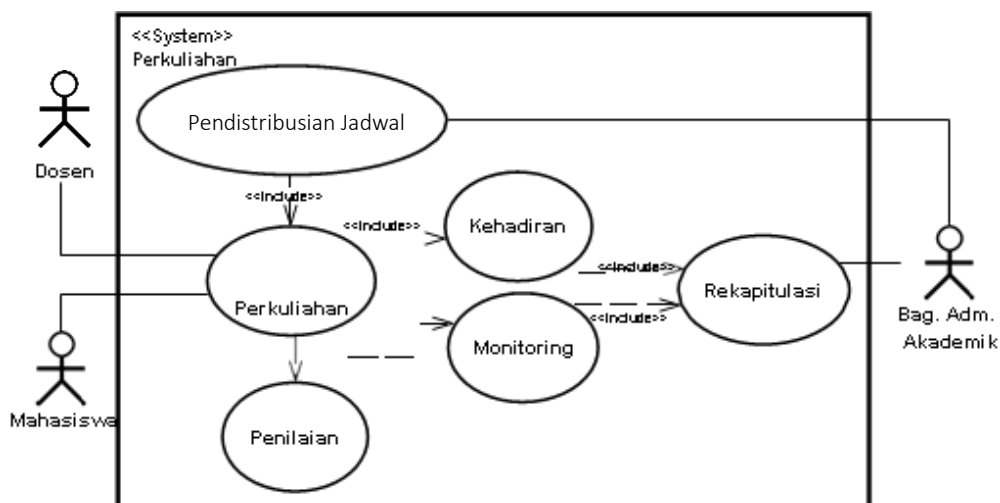 <<System>>
Perkuliahan
Pendistribusian Jadwal
Dosen
<<include>>
<<include>>
Kehadiran
Perkuliahan
<<include>>
Rekapitulasi
<<include>>
Bag. Adm.
Akademik
Monitoring
Mahasiswa
Penilaian